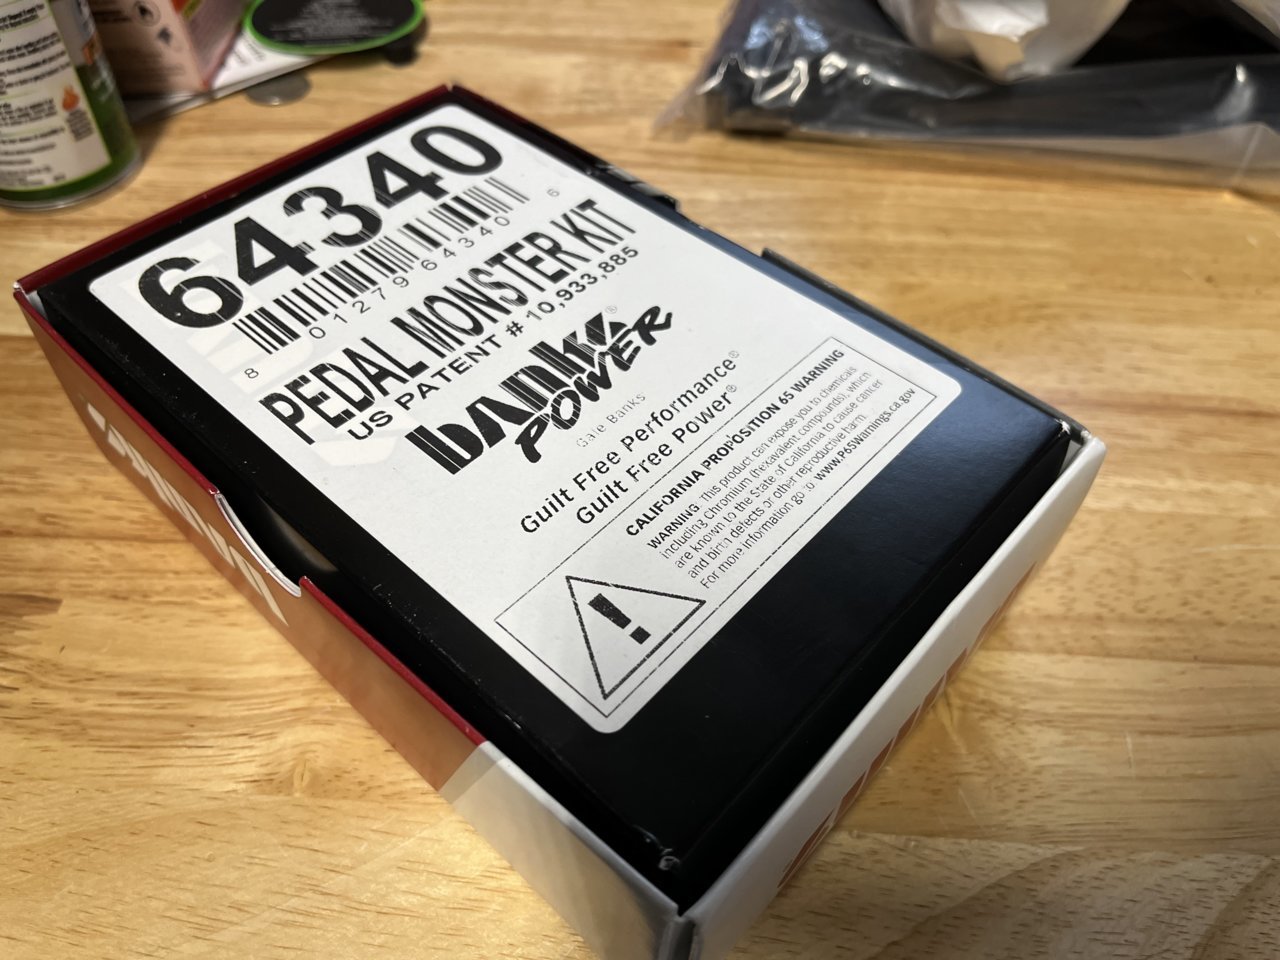 64340
8 01279 64340 6
PEDAL MONSTER KIT
US PATENT # 10,933,885
banks®
POWER
Gale Banks
Guilt Free Performance®
Guilt Free Power®
CALIFORNIA PROPOSITION 65 WARNING
WARNING: This product can expose you to chemicals
including Chromium (hexavalent compounds), which
are known to the State of California to cause cancer
and birth defects or other reproductive harm.
For more information go to www.P65Warnings.ca.gov
!